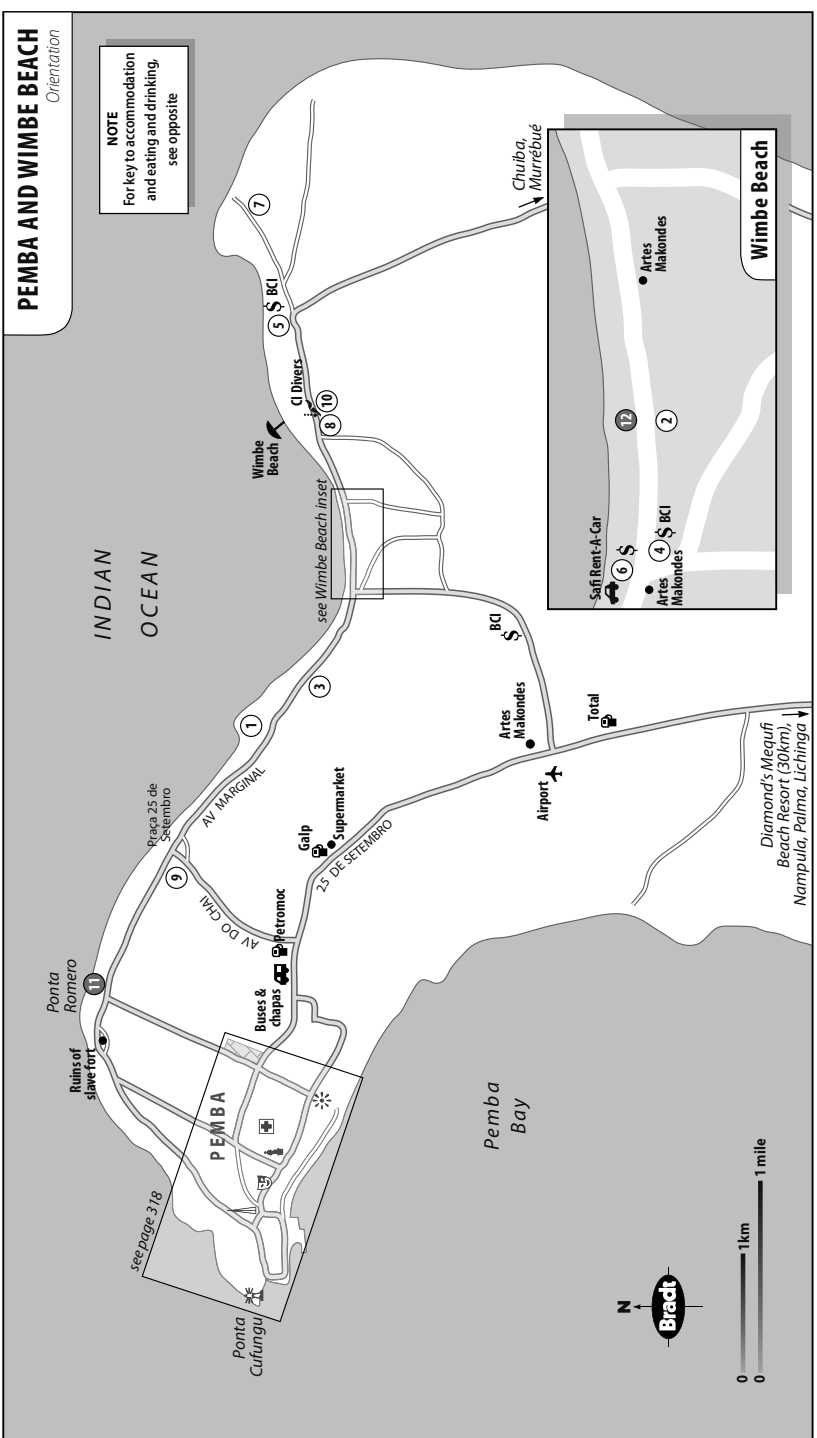 PEMBA AND WIMBE BEACH
Orientation
NOTE
For key to accommodation
and eating and drinking,
see opposite
INDIAN
OCEAN
Ponta
Romero
11
Ruins of
slave fort
Praça 25 de
Setembro
9
AV MARGINAL
1
3
AV DO CHAI
Buses &
chapas
Petromoc
Galp
Supermarket
25 DE SETEMBRO
PEMBA
see page 318
Ponta
Cufungu
Pemba
Bay
see Wimbe Beach inset
Wimbe
Beach
CI Divers
8
10
5
BCI
7
Chuiba,
Murrébué
BCI
Artes
Makondes
Airport
Total
Diamond's Mequfi
Beach Resort (30km),
Nampula, Palma, Lichinga
Safi Rent-A-Car
6
Artes
Makondes
4
BCI
12
2
Artes
Makondes
Wimbe Beach
N
Bradt
0 1km
0 1 mile